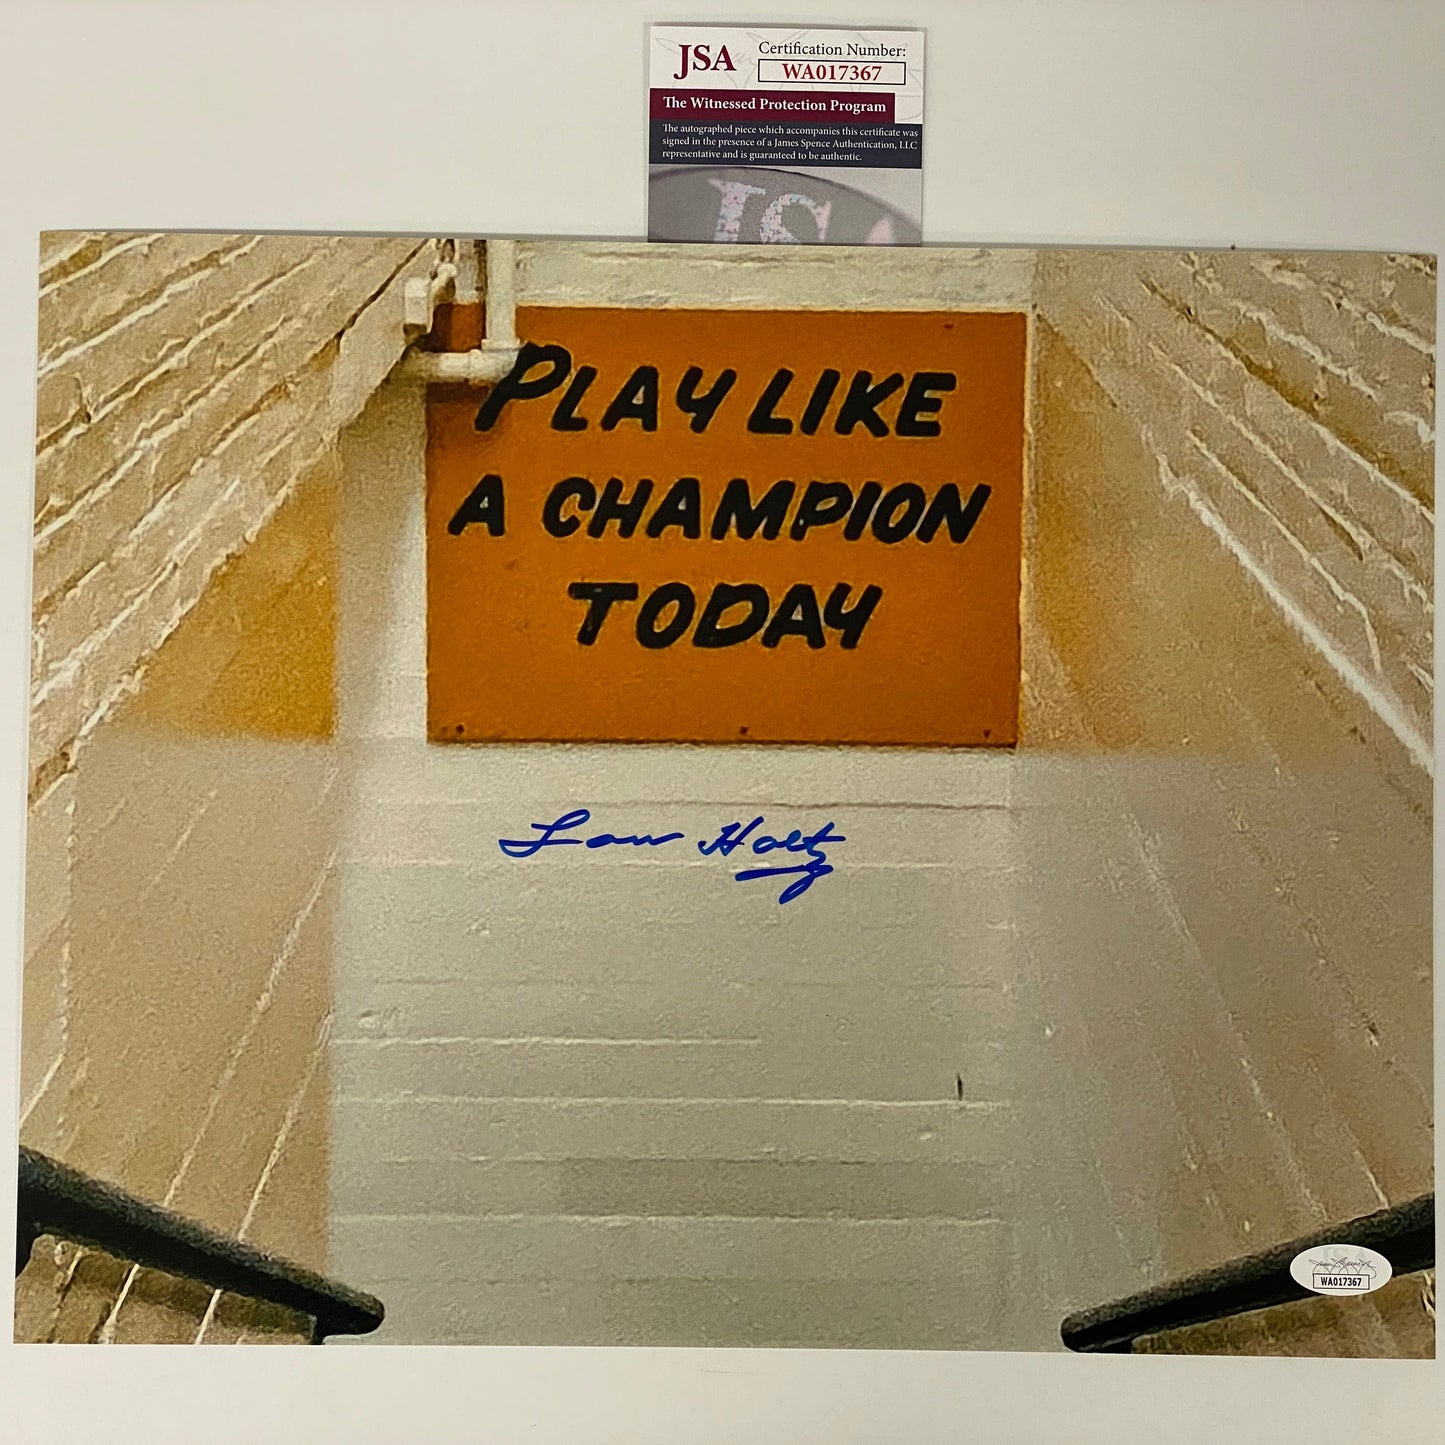 JSA
Certification Number:
WA017367
The Witnessed Protection Program
The autographed piece which accompanies this certificate was
signed in the presence of a James Spence Authentication, LLC
representative and is guaranteed to be authentic.
JSA
PLAY LIKE
A CHAMPION
TODAY
Lou Holtz
JSA
WA017367